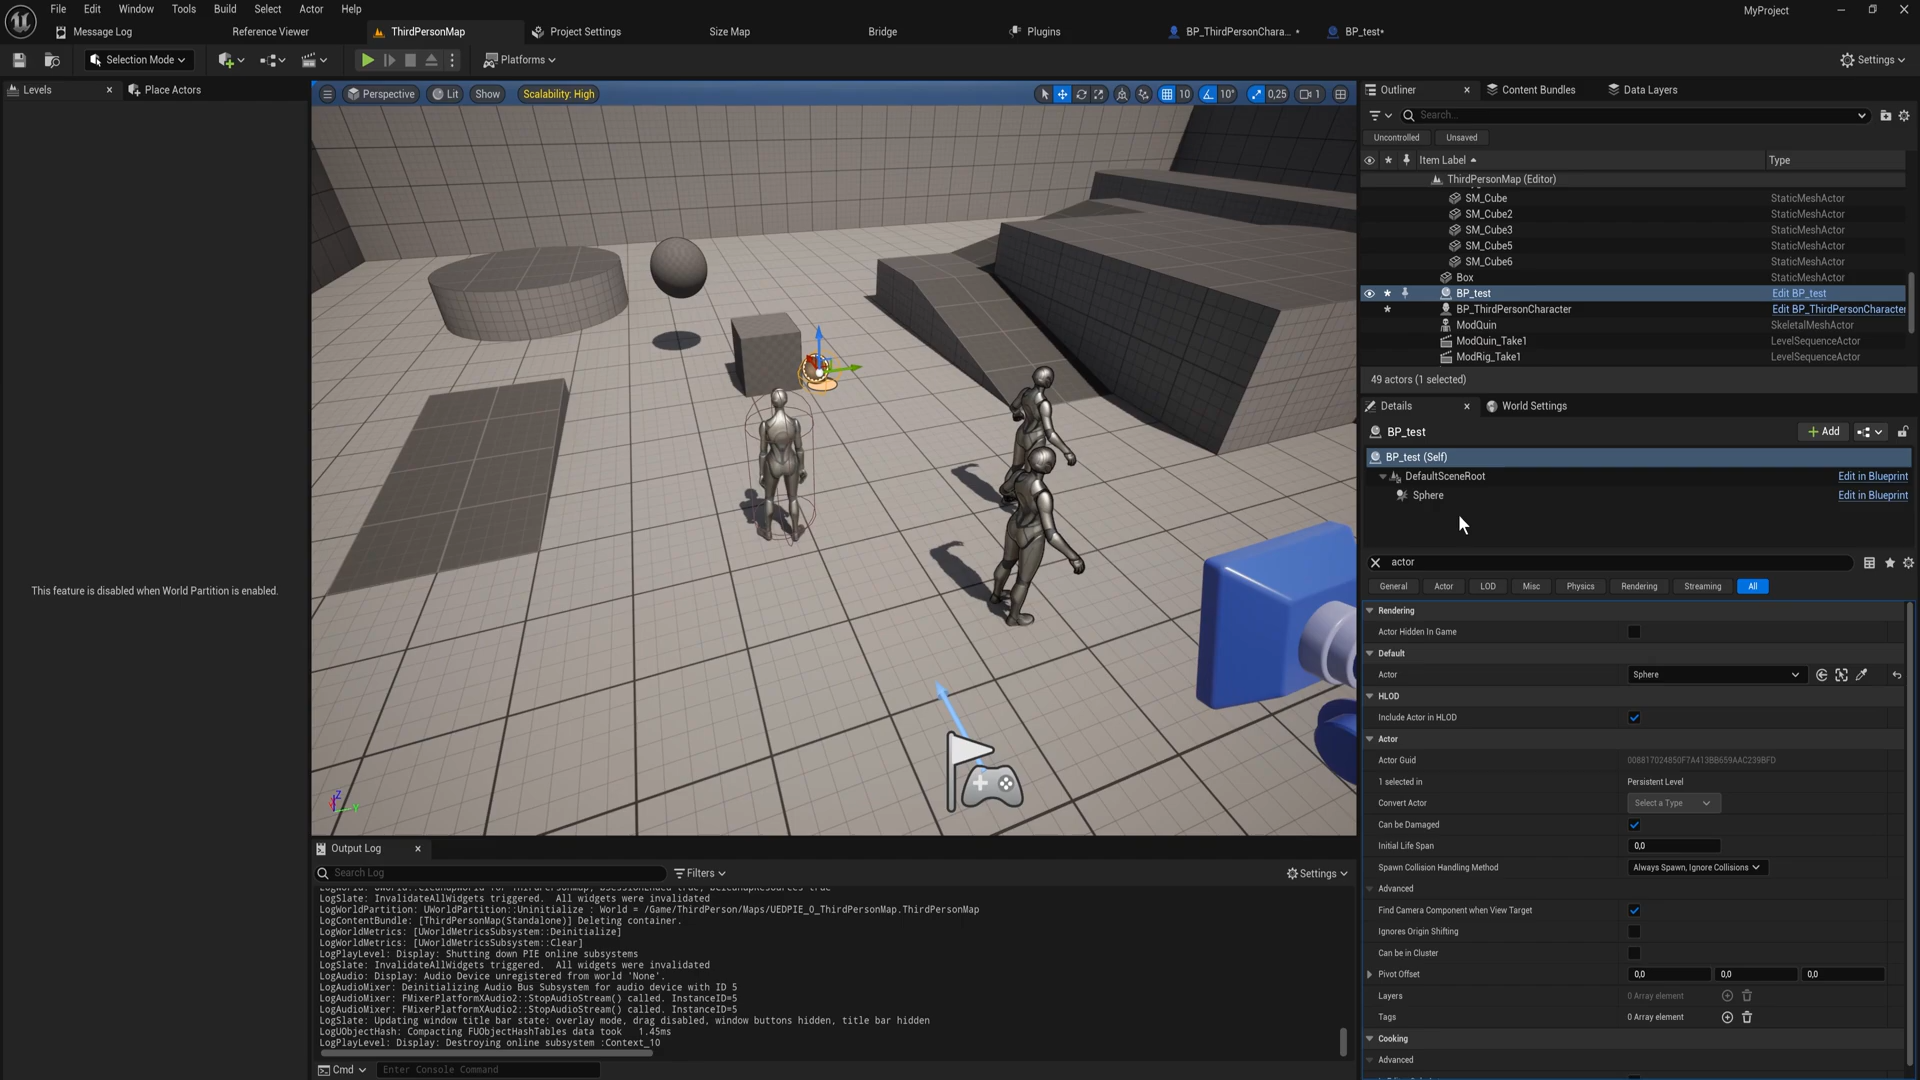 File Edit Window Tools Build Select Actor Help
MyProject
Message Log Reference Viewer ThirdPersonMap Project Settings Size Map Bridge Plugins BP_ThirdPersonChara... • BP_test•
Selection Mode Platforms Settings
Levels Place Actors
This feature is disabled when World Partition is enabled.
Perspective Lit Show Scalability: High 10 10° 0,25 1
Outliner Content Bundles Data Layers
Search...
Uncontrolled Unsaved
Item Label Type
ThirdPersonMap (Editor)
SM_Cube StaticMeshActor
SM_Cube2 StaticMeshActor
SM_Cube3 StaticMeshActor
SM_Cube5 StaticMeshActor
SM_Cube6 StaticMeshActor
Box StaticMeshActor
BP_test Edit BP_test
BP_ThirdPersonCharacter Edit BP_ThirdPersonCharacter
ModQuin SkeletalMeshActor
ModQuin_Take1 LevelSequenceActor
ModRig_Take1 LevelSequenceActor
49 actors (1 selected)
Details World Settings
BP_test Add
BP_test (Self)
DefaultSceneRoot Edit in Blueprint
Sphere Edit in Blueprint
actor
General Actor LOD Misc Physics Rendering Streaming All
Rendering
Actor Hidden In Game
Default
Actor Sphere
HLOD
Include Actor in HLOD
Actor
Actor Guid 008817024850F7A413BB659AAC239BFD
1 selected in Persistent Level
Convert Actor Select a Type
Can be Damaged
Initial Life Span 0,0
Spawn Collision Handling Method Always Spawn, Ignore Collisions
Advanced
Find Camera Component when View Target
Ignores Origin Shifting
Can be in Cluster
Pivot Offset 0,0 0,0 0,0
Layers 0 Array element
Tags 0 Array element
Cooking
Advanced
Z Y
Output Log
Search Log Filters Settings
LogSlate: InvalidateAllWidgets triggered. All widgets were invalidated
LogWorldPartition: UWorldPartition::Uninitialize : World = /Game/ThirdPerson/Maps/UEDPIE_0_ThirdPersonMap.ThirdPersonMap
LogContentBundle: [ThirdPersonMap(Standalone)] Deleting container.
LogWorldMetrics: [UWorldMetricsSubsystem::Deinitialize]
LogWorldMetrics: [UWorldMetricsSubsystem::Clear]
LogPlayLevel: Display: Shutting down PIE online subsystems
LogSlate: InvalidateAllWidgets triggered. All widgets were invalidated
LogAudio: Display: Audio Device unregistered from world 'None'.
LogAudioMixer: Deinitializing Audio Bus Subsystem for audio device with ID 5
LogAudioMixer: FMixerPlatformXAudio2::StopAudioStream() called. InstanceID=5
LogAudioMixer: FMixerPlatformXAudio2::StopAudioStream() called. InstanceID=5
LogSlate: Updating window title bar state: overlay mode, drag disabled, window buttons hidden, title bar hidden
LogUObjectHash: Compacting FUObjectHashTables data took 1.45ms
LogPlayLevel: Display: Destroying online subsystem :Context_10
Cmd Enter Console Command